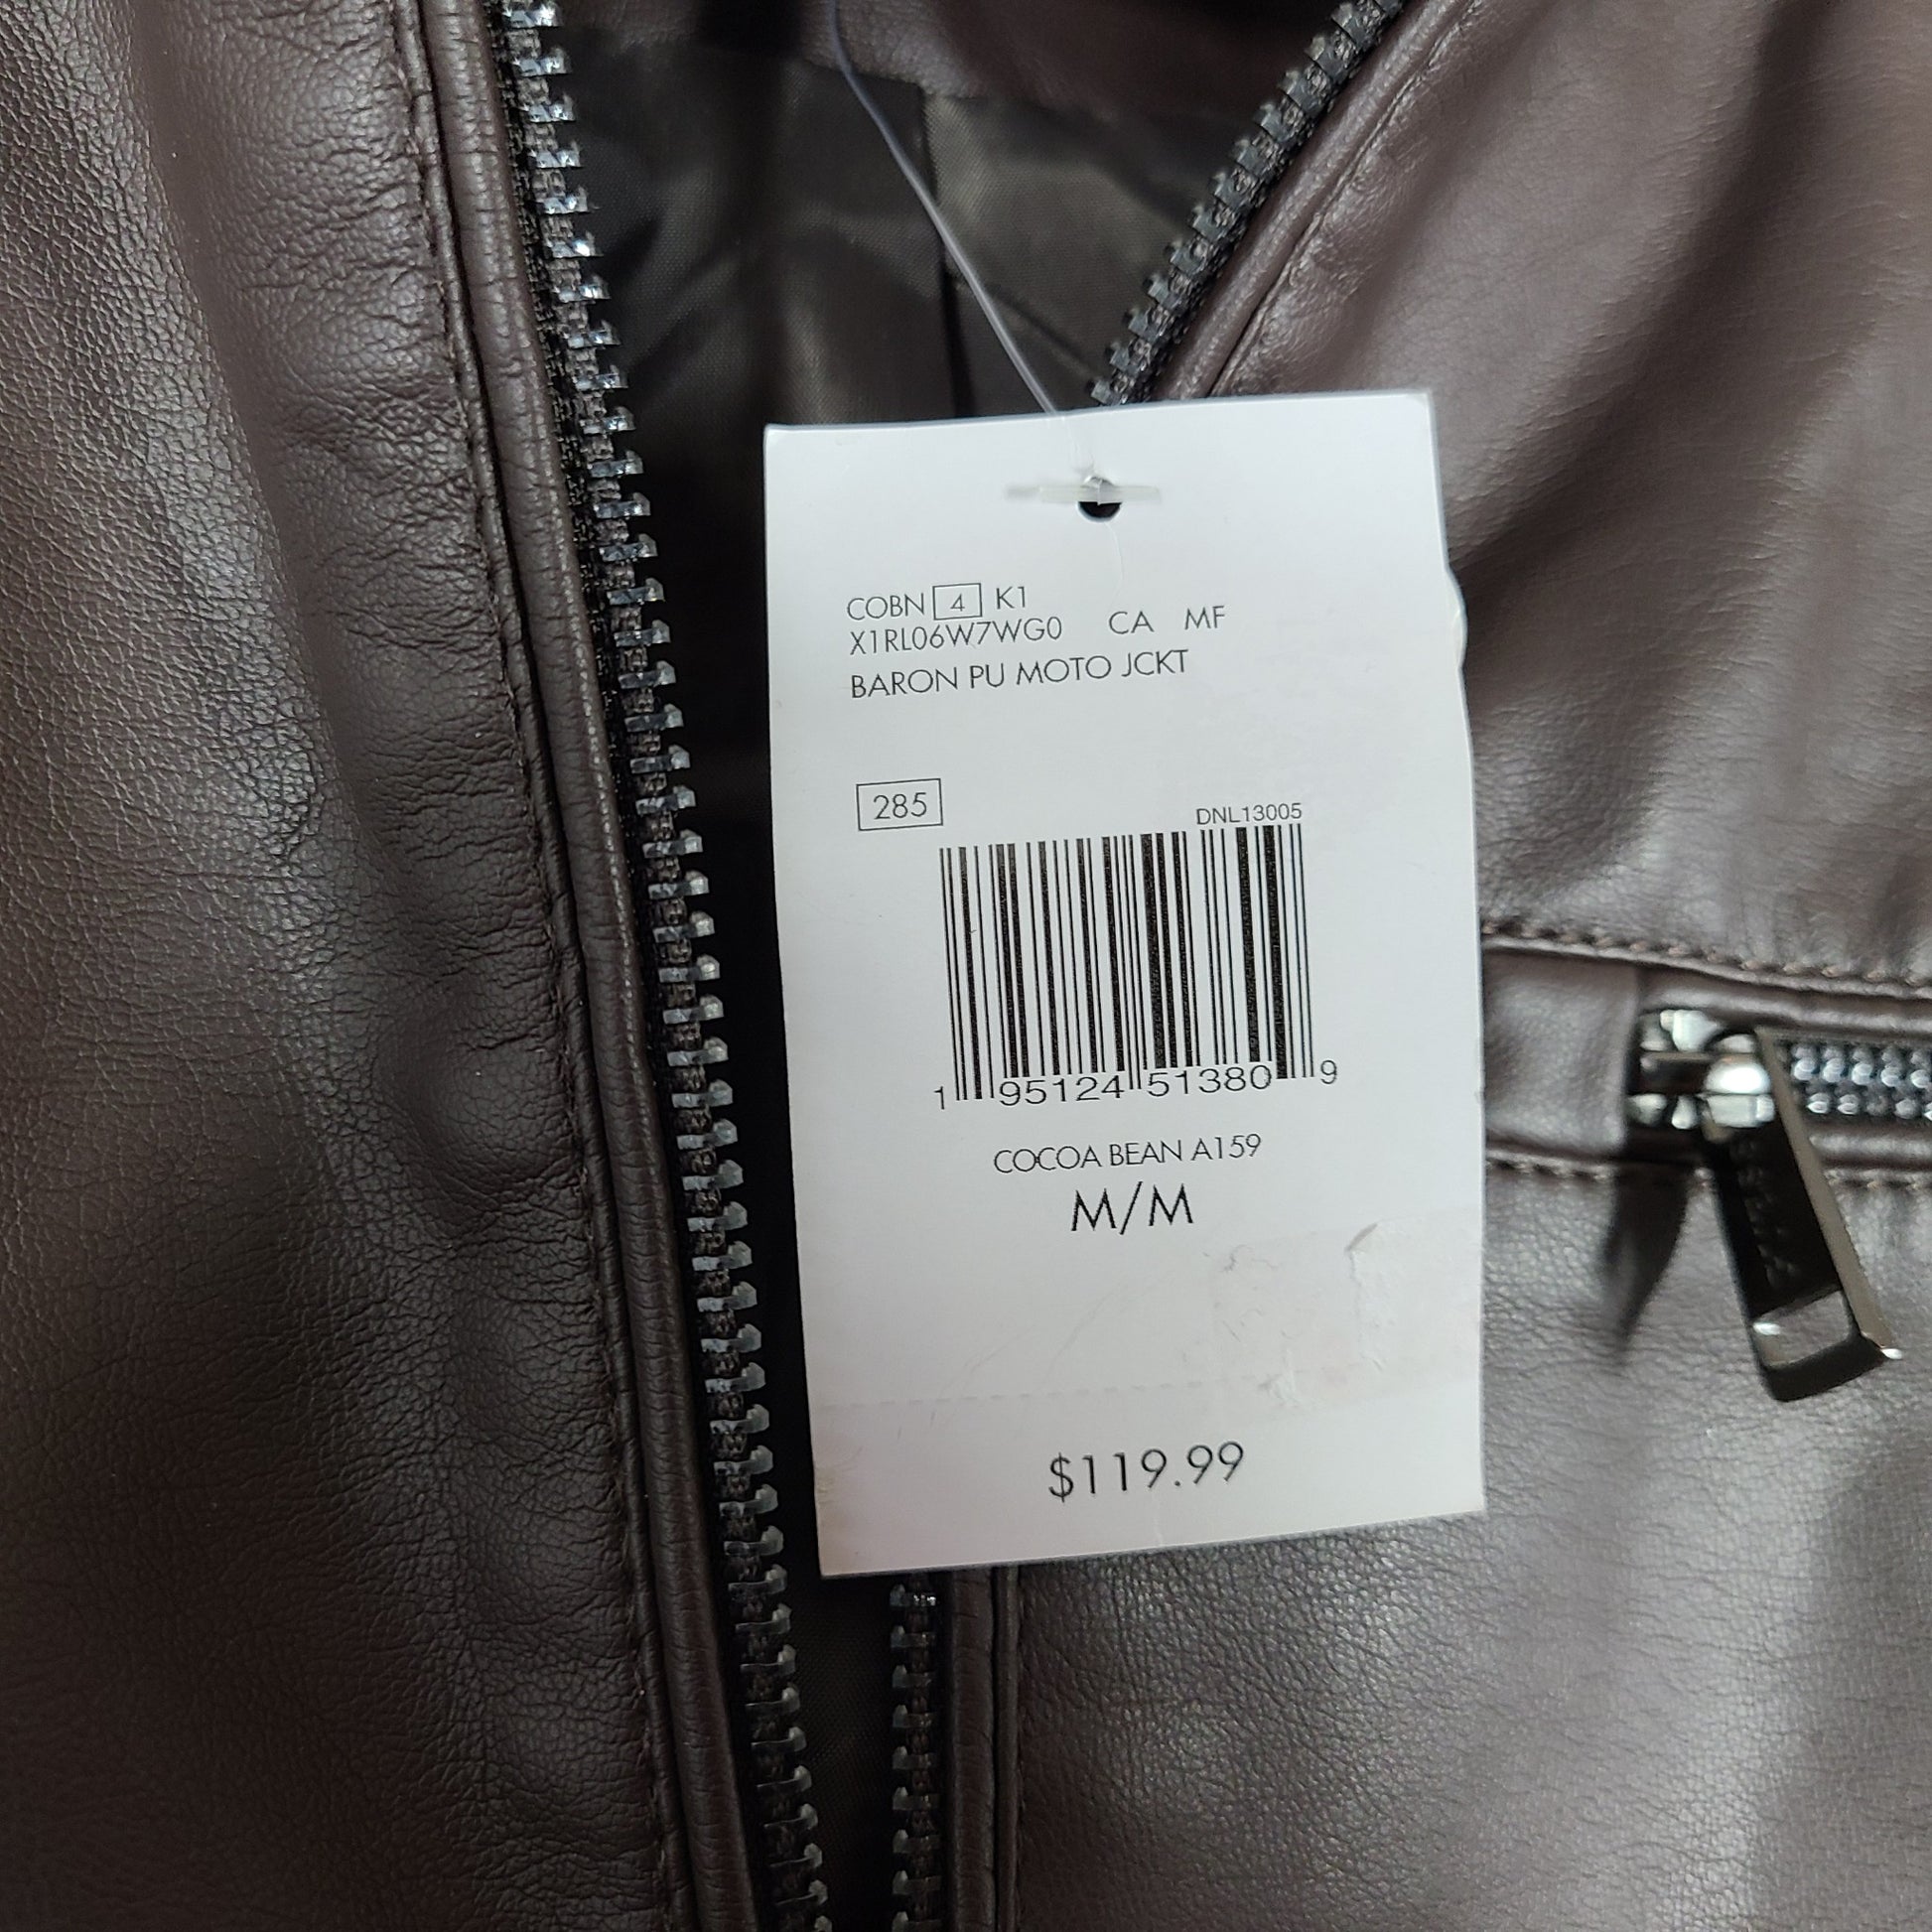 COBN 4 K1
X1RL06W7WG0 CA MF
BARON PU MOTO JCKT
285
DNL13005
1 95124 51380 9
COCOA BEAN A159
M/M
$119.99